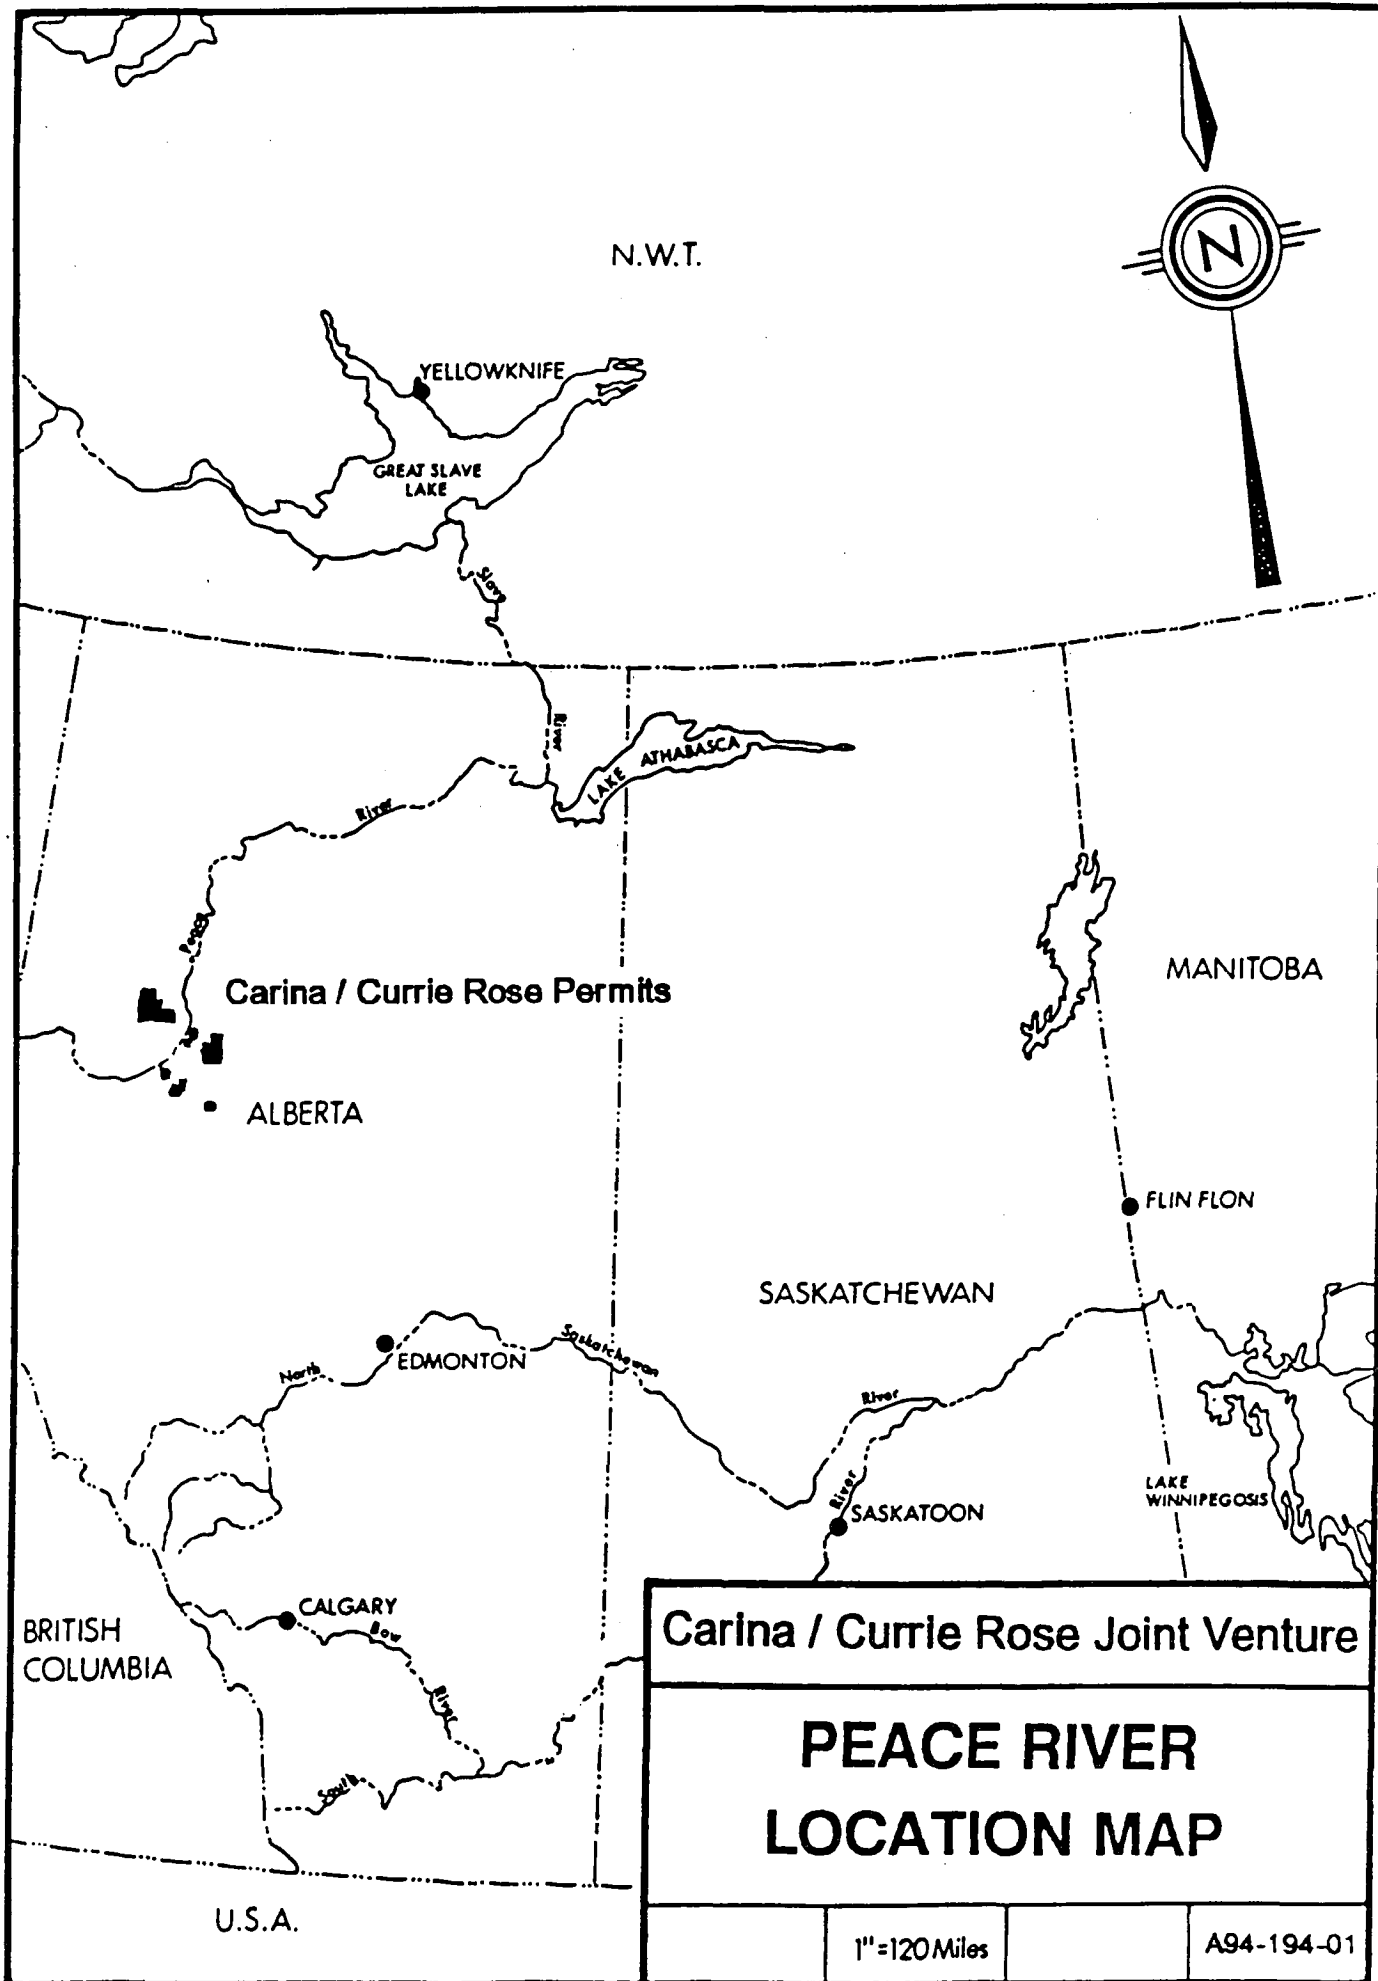 N.W.T.
N
YELLOWKNIFE
GREAT SLAVE
LAKE
Slave
River
LAKE ATHABASCA
River
Peace
Carina / Currie Rose Permits
MANITOBA
ALBERTA
FLIN FLON
SASKATCHEWAN
EDMONTON
North
Saskatchewan
River
River
LAKE
WINNIPEGOSIS
SASKATOON
CALGARY
Bow
River
BRITISH
COLUMBIA
South
U.S.A.
Carina / Currie Rose Joint Venture
PEACE RIVER
LOCATION MAP
1"=120 Miles
A94-194-01